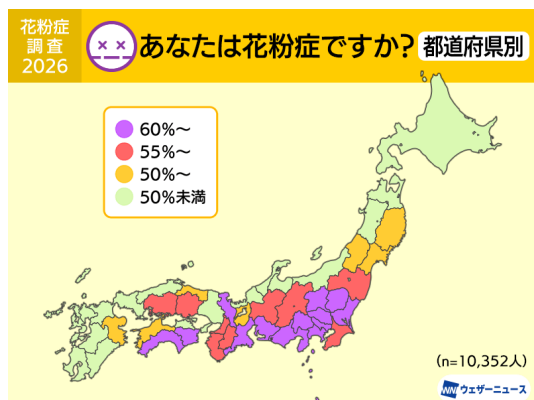 花粉症
調査
2026
あなたは花粉症ですか?
都道府県別
60%～
55%～
50%～
50%未満
(n=10,352人)
WNI ウェザーニュース